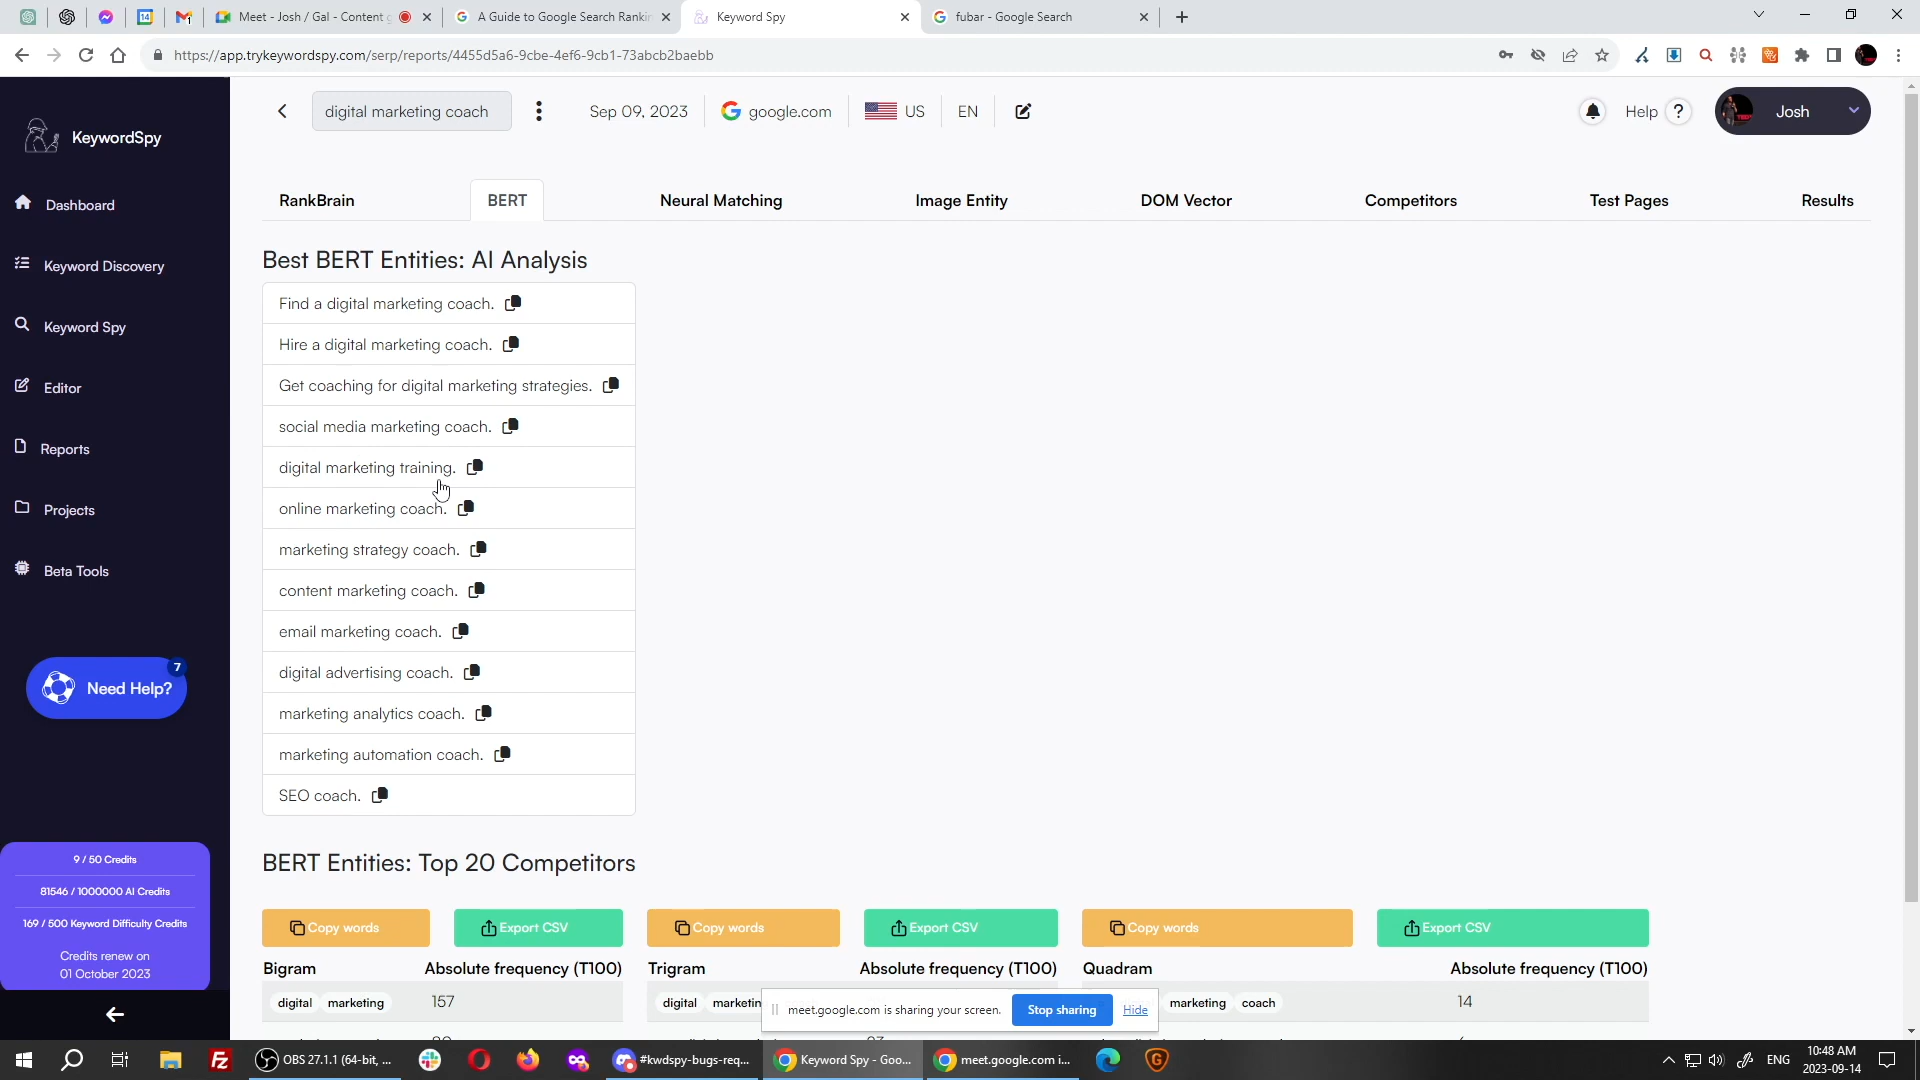 Meet - Josh / Gal - Content g
A Guide to Google Search Rankin
Keyword Spy
fubar - Google Search
https://app.trykeywordspy.com/serp/reports/4455d5a6-9cbe-4ef6-9cb1-73abcb2baebb
KeywordSpy
digital marketing coach
Sep 09, 2023
google.com
US
EN
Help ?
Josh
Dashboard
Keyword Discovery
Keyword Spy
Editor
Reports
Projects
Beta Tools
7
Need Help?
9 / 50 Credits
81546 / 1000000 AI Credits
169 / 500 Keyword Difficulty Credits
Credits renew on
01 October 2023
RankBrain
BERT
Neural Matching
Image Entity
DOM Vector
Competitors
Test Pages
Results
Best BERT Entities: AI Analysis
Find a digital marketing coach.
Hire a digital marketing coach.
Get coaching for digital marketing strategies.
social media marketing coach.
digital marketing training.
online marketing coach.
marketing strategy coach.
content marketing coach.
email marketing coach.
digital advertising coach.
marketing analytics coach.
marketing automation coach.
SEO coach.
BERT Entities: Top 20 Competitors
Copy words
Export CSV
Copy words
Export CSV
Copy words
Export CSV
Bigram
Absolute frequency (T100)
Trigram
Absolute frequency (T100)
Quadram
Absolute frequency (T100)
digital marketing
157
digital
marketing coach
14
meet.google.com is sharing your screen.
Stop sharing
Hide
OBS 27.1.1 (64-bit, ...
#kwdspy-bugs-req...
Keyword Spy - Goo...
meet.google.com i...
ENG
10:48 AM
2023-09-14